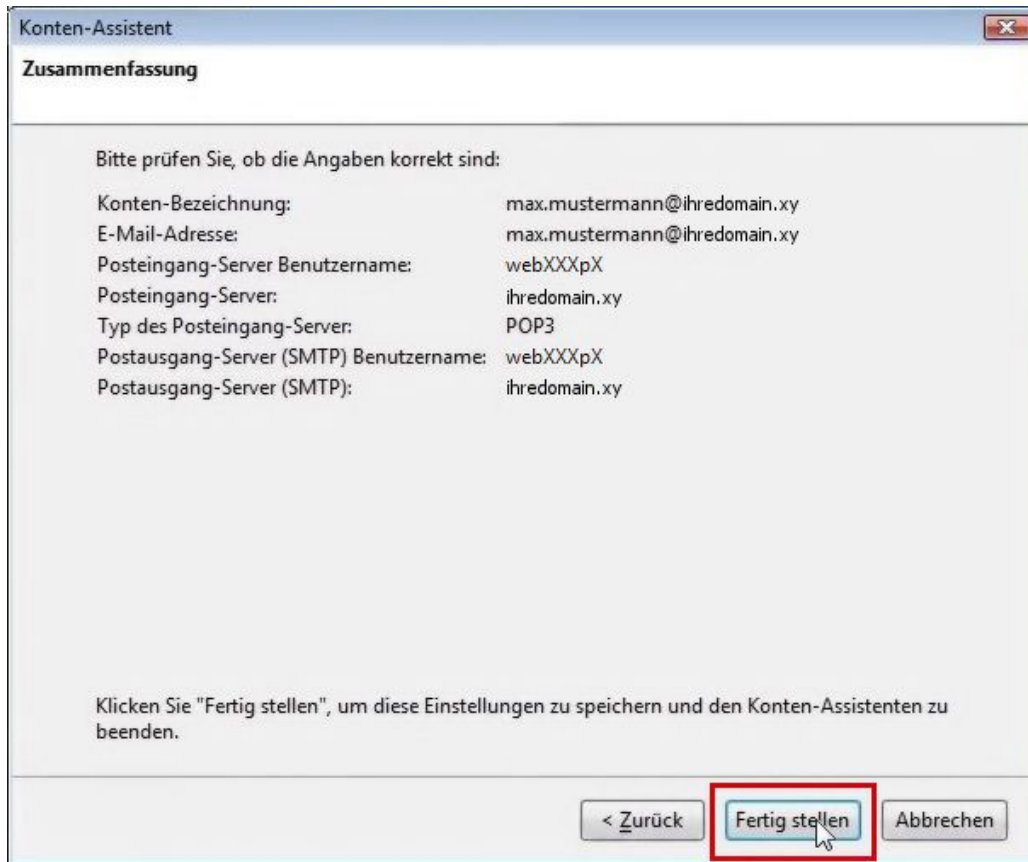 Konten-Assistent
Zusammenfassung
Bitte prüfen Sie, ob die Angaben korrekt sind:
Konten-Bezeichnung: max.mustermann@ihredomain.xy
E-Mail-Adresse: max.mustermann@ihredomain.xy
Posteingang-Server Benutzername: webXXXpX
Posteingang-Server: ihredomain.xy
Typ des Posteingang-Server: POP3
Postausgang-Server (SMTP) Benutzername: webXXXpX
Postausgang-Server (SMTP): ihredomain.xy
Klicken Sie "Fertig stellen", um diese Einstellungen zu speichern und den Konten-Assistenten zu
beenden.
< Zurück Fertig stellen Abbrechen